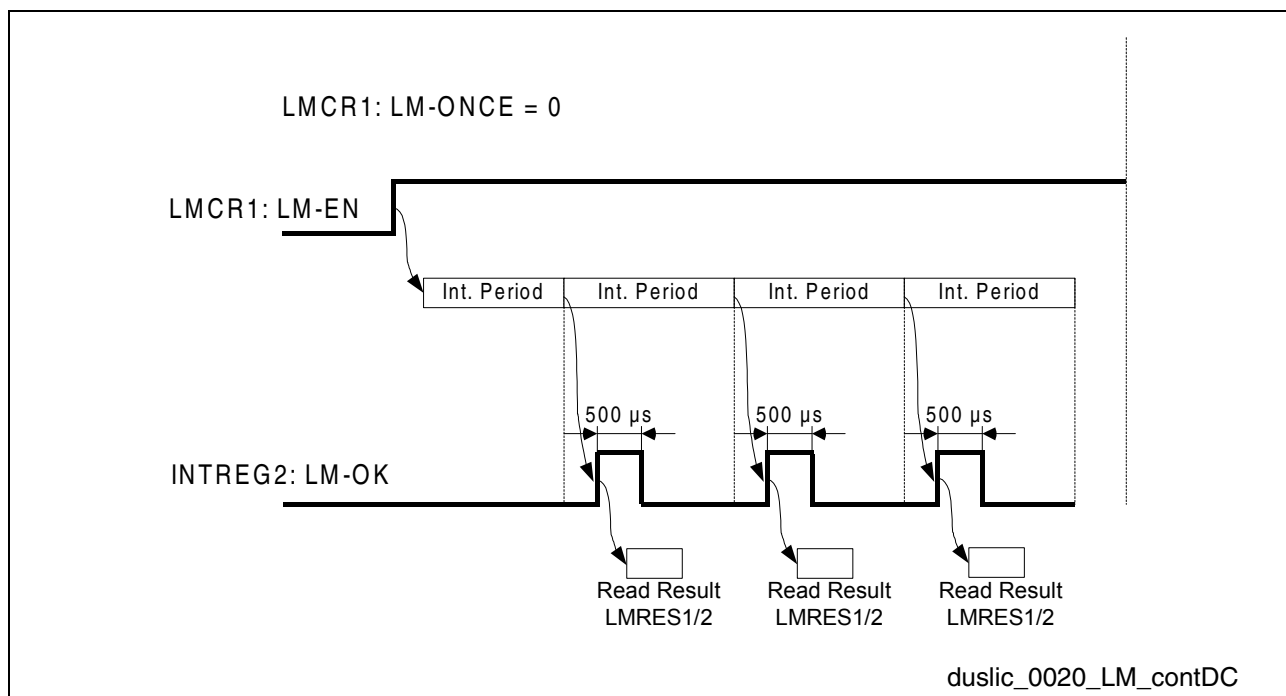 LMCR1: LM-ONCE = 0
LMCR1: LM-EN
Int. Period Int. Period Int. Period Int. Period
500 µs 500 µs 500 µs
INTREG2: LM-OK
Read Result Read Result Read Result
LMRES1/2 LMRES1/2 LMRES1/2
duslic_0020_LM_contDC